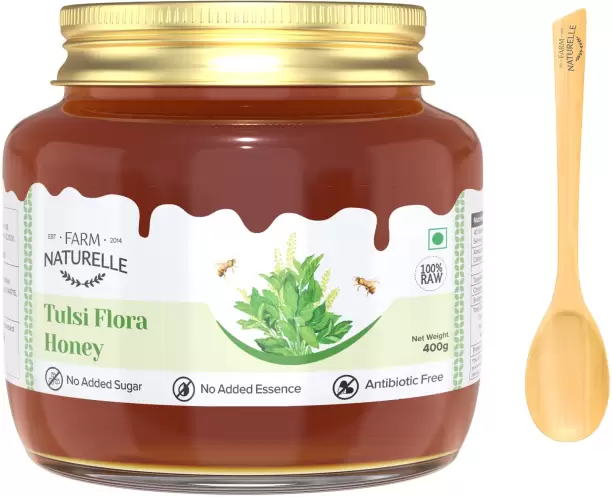 EST · FARM · 2014
NATURELLE
Tulsi Flora
Honey
100%
RAW
Net Weight
400g
No Added Sugar
No Added Essence
Antibiotic Free
FARM
NATURELLE